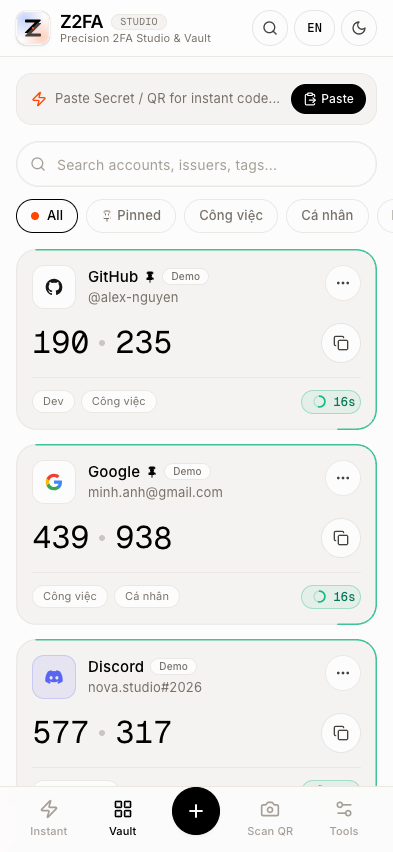 Z2FA STUDIO
Precision 2FA Studio & Vault
EN
Paste Secret / QR for instant code...
Paste
Search accounts, issuers, tags...
All
Pinned
Công việc
Cá nhân
GitHub Demo
@alex-nguyen
190 • 235
Dev
Công việc
16s
Google Demo
minh.anh@gmail.com
439 • 938
Công việc
Cá nhân
16s
Discord Demo
nova.studio#2026
577 • 317
Instant
Vault
Scan QR
Tools